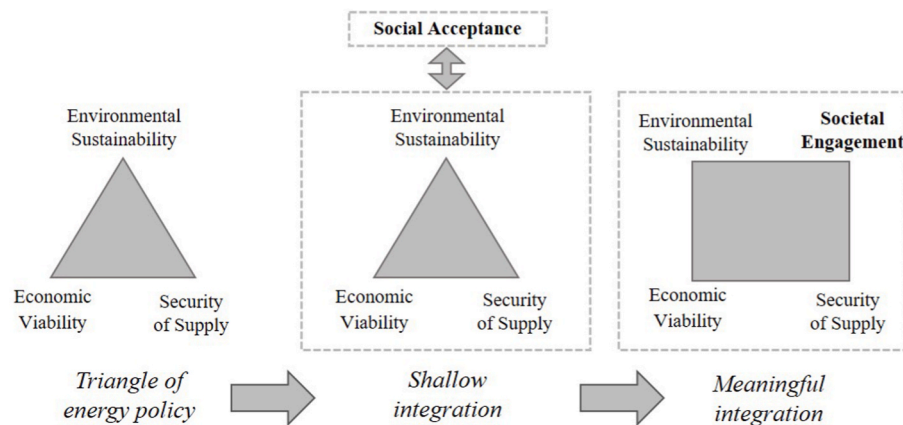 Social Acceptance
Environmental
Sustainability
Economic
Viability
Security
of Supply
Environmental
Sustainability
Economic
Viability
Security
of Supply
Environmental
Sustainability
Societal
Engagement
Economic
Viability
Security
of Supply
Triangle of
energy policy
Shallow
integration
Meaningful
integration